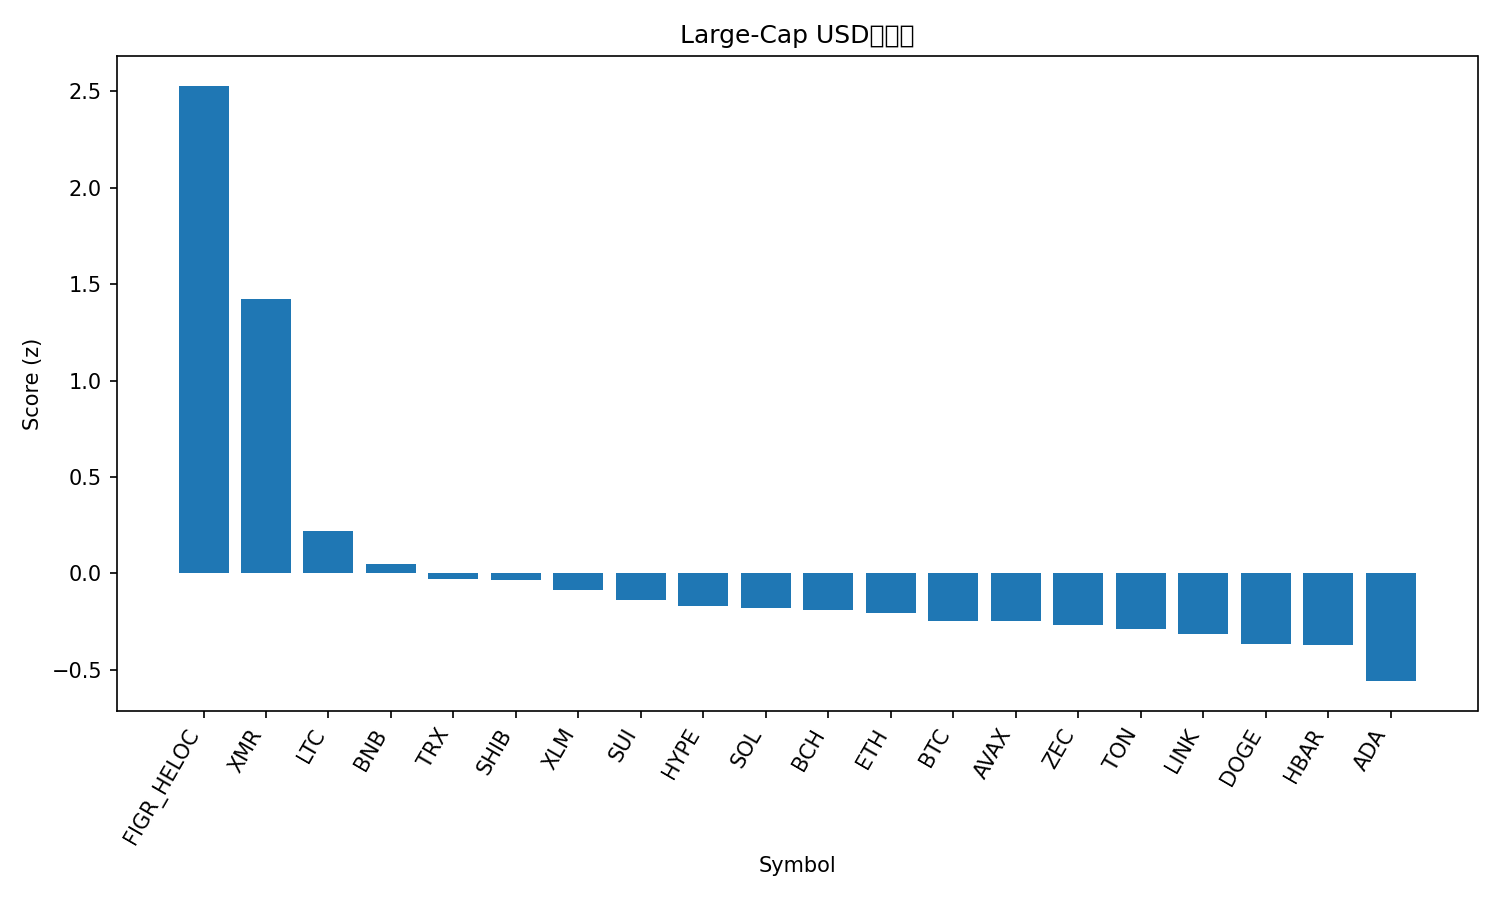 Large-Cap USD
Score (z)
2.5
2.0
1.5
1.0
0.5
0.0
−0.5
FIGR_HELOC
XMR
LTC
BNB
TRX
SHIB
XLM
SUI
HYPE
SOL
BCH
ETH
BTC
AVAX
ZEC
TON
LINK
DOGE
HBAR
ADA
Symbol